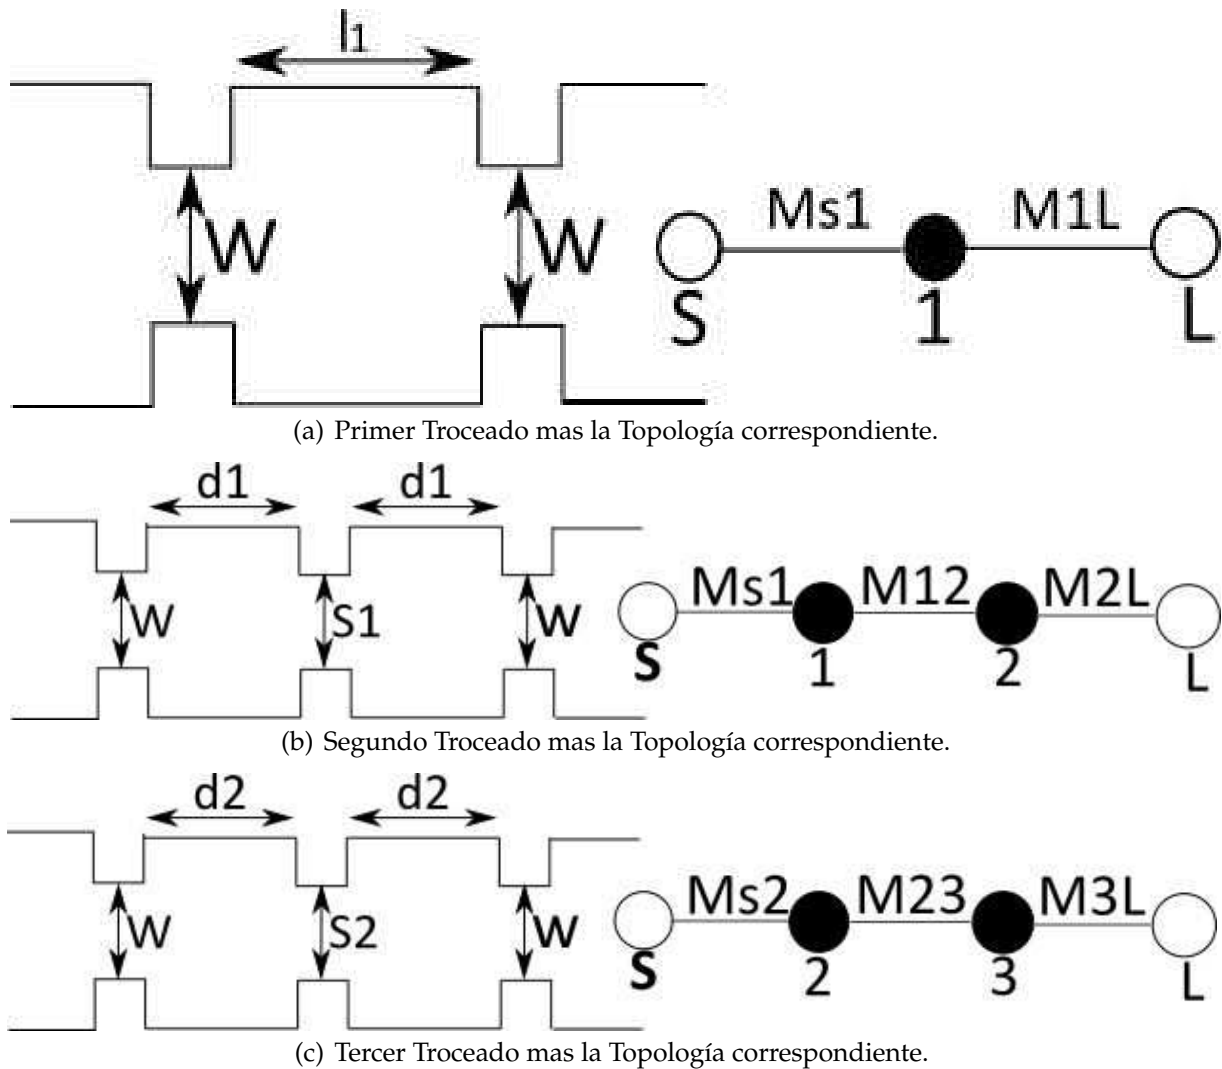 l1
W W
Ms1 M1L
S 1 L
(a) Primer Troceado mas la Topología correspondiente.
d1 d1
W S1 W
Ms1 M12 M2L
S 1 2 L
(b) Segundo Troceado mas la Topología correspondiente.
d2 d2
W S2 W
Ms2 M23 M3L
S 2 3 L
(c) Tercer Troceado mas la Topología correspondiente.